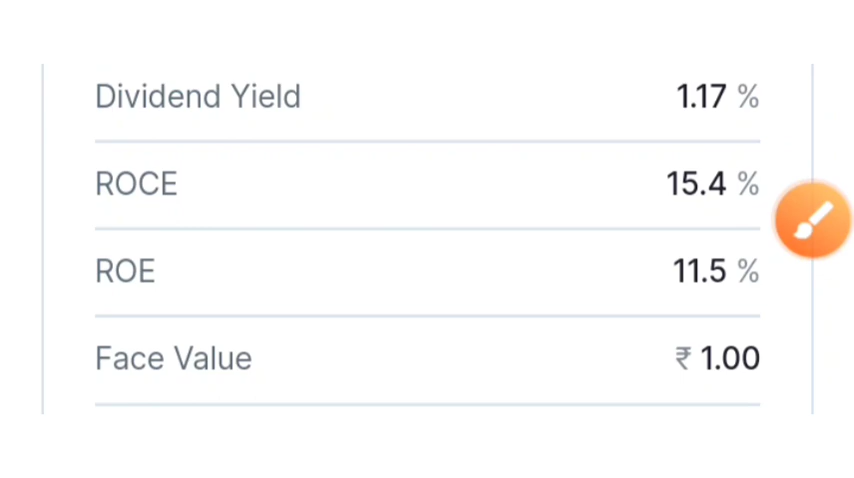 Dividend Yield 1.17 %
ROCE 15.4 %
ROE 11.5 %
Face Value ₹ 1.00